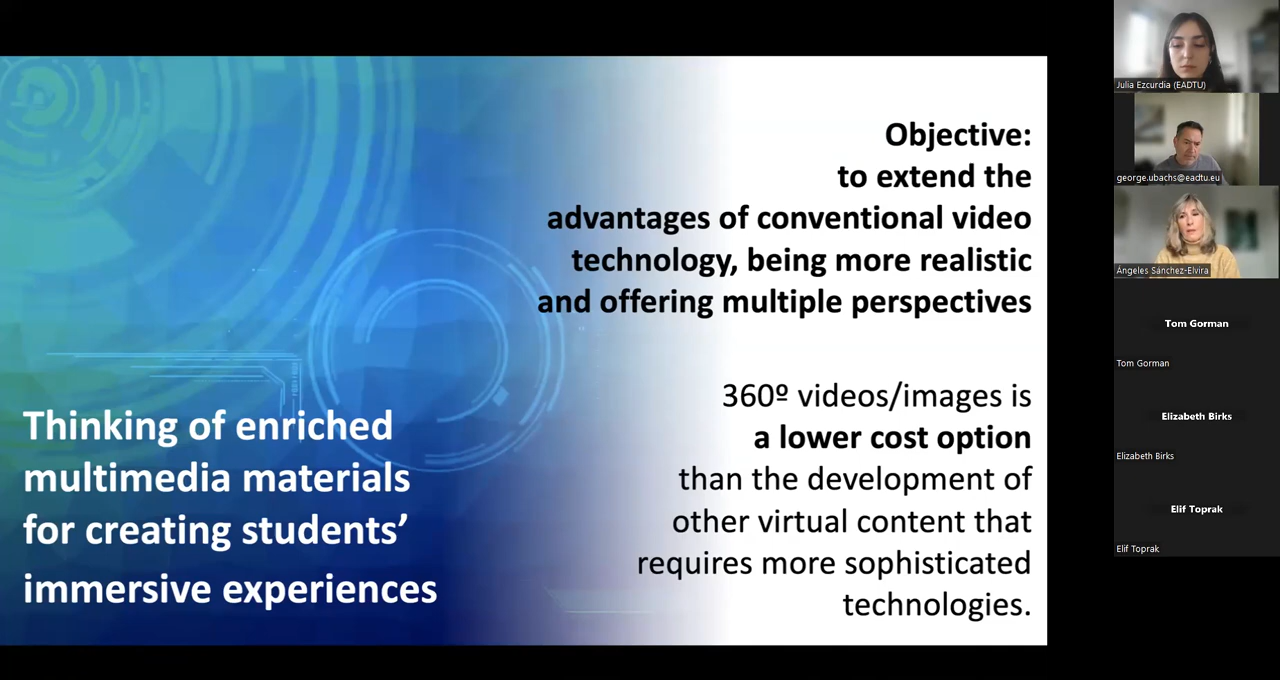 Objective:
to extend the
advantages of conventional video
technology, being more realistic
and offering multiple perspectives
360º videos/images is
a lower cost option
than the development of
other virtual content that
requires more sophisticated
technologies.
Thinking of enriched
multimedia materials
for creating students’
immersive experiences
Julia Ezcurdia (EADTU)
george.ubachs@eadtu.eu
Ángeles Sánchez-Elvira
Tom Gorman
Tom Gorman
Elizabeth Birks
Elizabeth Birks
Elif Toprak
Elif Toprak